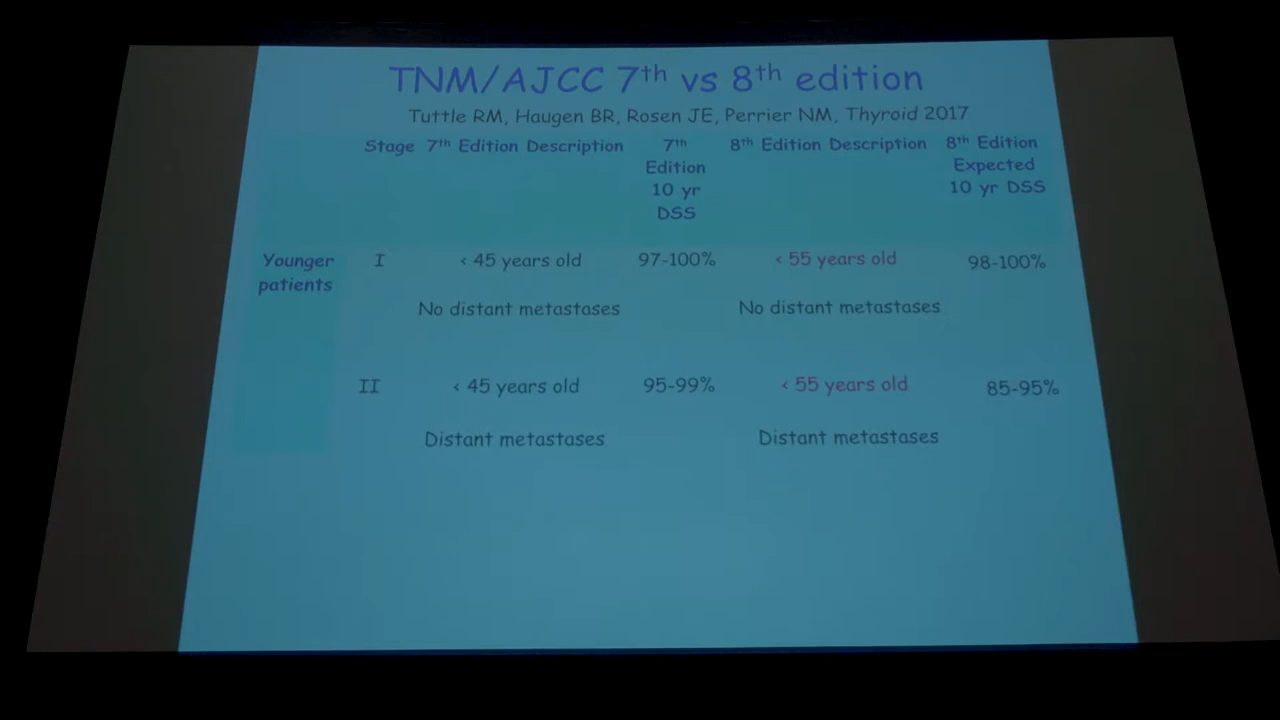 TNM/AJCC 7th vs 8th edition
Tuttle RM, Haugen BR, Rosen JE, Perrier NM, Thyroid 2017
Stage 7th Edition Description 7th Edition 10 yr DSS 8th Edition Description 8th Edition Expected 10 yr DSS
Younger patients I < 45 years old 97-100% < 55 years old 98-100%
No distant metastases No distant metastases
II < 45 years old 95-99% < 55 years old 85-95%
Distant metastases Distant metastases